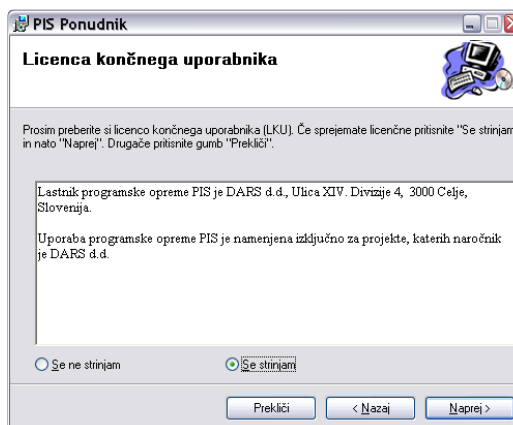 PIS Ponudnik
Licenca končnega uporabnika
Prosim preberite si licenco končnega uporabnika (LKU). Če sprejemate licenčne pritisnite "Se strinjam
in nato "Naprej". Drugače pritisnite gumb "Prekliči".
Lastnik programske opreme PIS je DARS d.d., Ulica XIV. Divizije 4, 3000 Celje,
Slovenija.
Uporaba programske opreme PIS je namenjena izključno za projekte, katerih naročnik
je DARS d.d.
Se ne strinjam
Se strinjam
Prekliči
< Nazaj
Naprej >